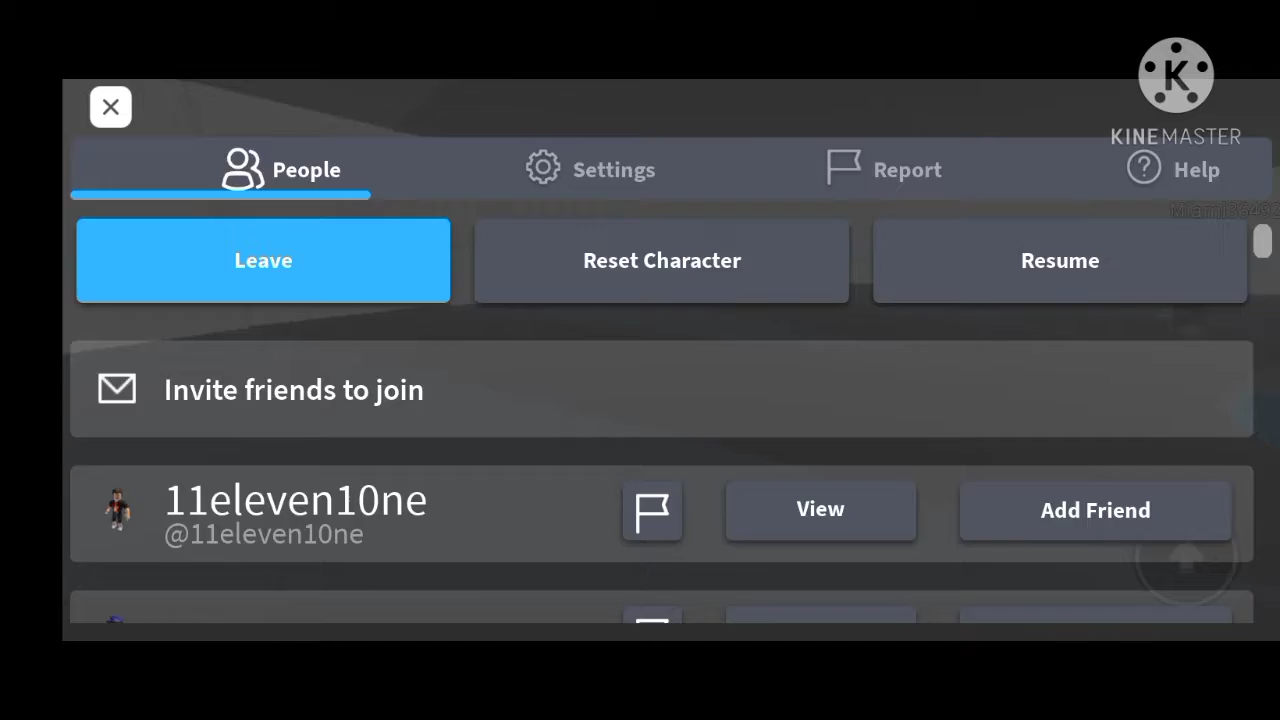 K
KINEMASTER
People
Settings
Report
Help
Leave
Reset Character
Resume
Invite friends to join
11eleven10ne
@11eleven10ne
View
Add Friend